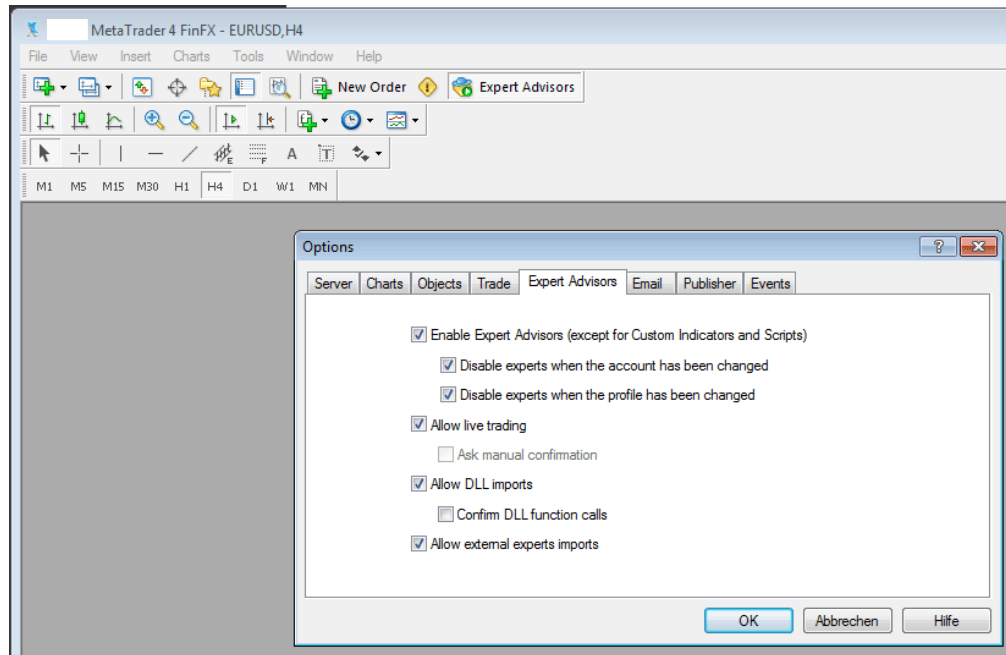 MetaTrader 4 FinFX - EURUSD,H4
File View Insert Charts Tools Window Help
New Order Expert Advisors
E F A T
M1 M5 M15 M30 H1 H4 D1 W1 MN
Options
Server Charts Objects Trade Expert Advisors Email Publisher Events
Enable Expert Advisors (except for Custom Indicators and Scripts)
Disable experts when the account has been changed
Disable experts when the profile has been changed
Allow live trading
Ask manual confirmation
Allow DLL imports
Confirm DLL function calls
Allow external experts imports
OK Abbrechen Hilfe